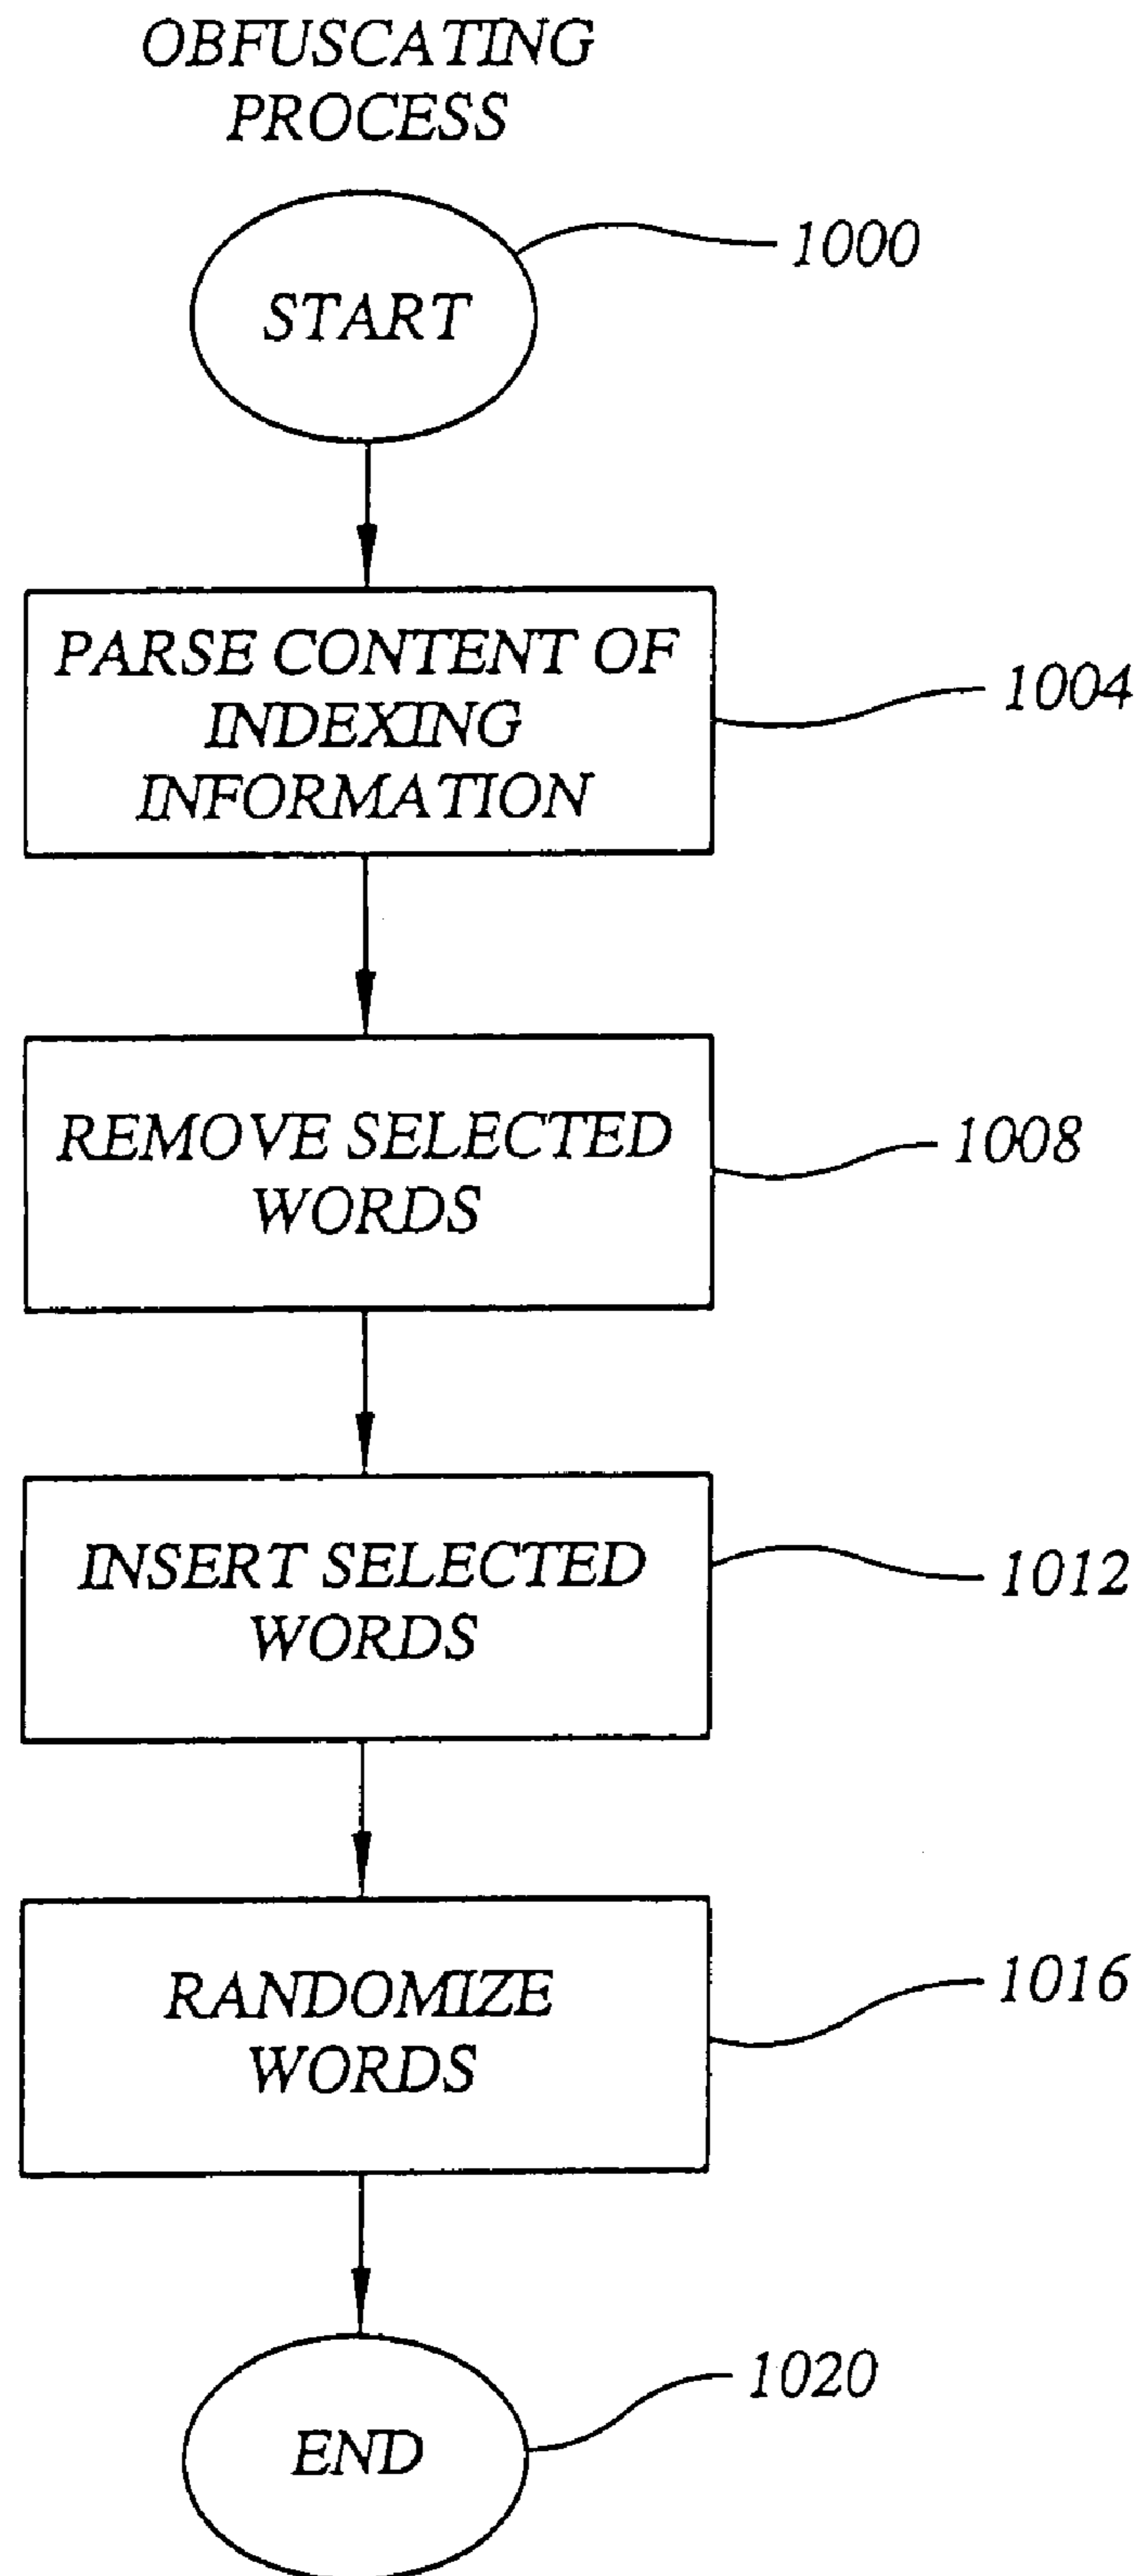 OBFUSCATING
PROCESS
1000
START
PARSE CONTENT OF
INDEXING
INFORMATION
1004
REMOVE SELECTED
WORDS
1008
INSERT SELECTED
WORDS
1012
RANDOMIZE
WORDS
1016
1020
END